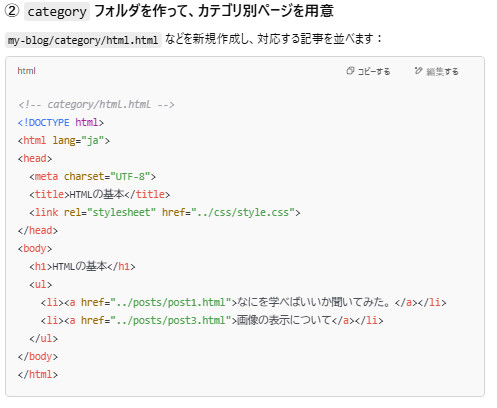 ② category フォルダを作って、カテゴリ別ページを用意
my-blog/category/html.html などを新規作成し、対応する記事を並べます：
html コピーする 編集する
<!-- category/html.html -->
<!DOCTYPE html>
<html lang="ja">
<head>
  <meta charset="UTF-8">
  <title>HTMLの基本</title>
  <link rel="stylesheet" href="../css/style.css">
</head>
<body>
  <h1>HTMLの基本</h1>
  <ul>
    <li><a href="../posts/post1.html">なにを学べばいいか聞いてみた。</a></li>
    <li><a href="../posts/post3.html">画像の表示について</a></li>
  </ul>
</body>
</html>